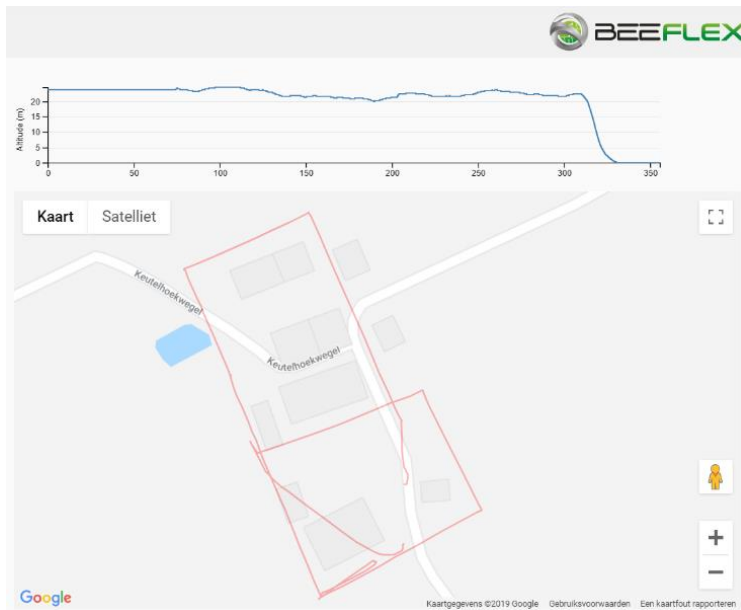 BEEFLEX
Altitude (m)
20
15
10
5
0
0 50 100 150 200 250 300 350
Kaart Satelliet
Keutelhoekwegel
Keutelhoekwegel
Google
Kaartgegevens ©2019 Google Gebruiksvoorwaarden Een kaartfout rapporteren